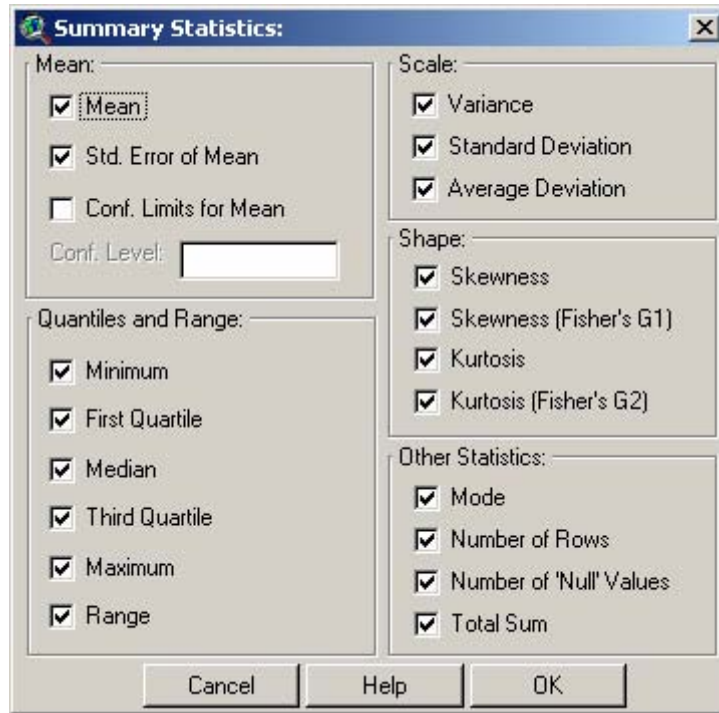 Summary Statistics:
Mean:
Mean
Std. Error of Mean
Conf. Limits for Mean
Conf. Level:
Quantiles and Range:
Minimum
First Quartile
Median
Third Quartile
Maximum
Range
Scale:
Variance
Standard Deviation
Average Deviation
Shape:
Skewness
Skewness (Fisher's G1)
Kurtosis
Kurtosis (Fisher's G2)
Other Statistics:
Mode
Number of Rows
Number of 'Null' Values
Total Sum
Cancel
Help
OK